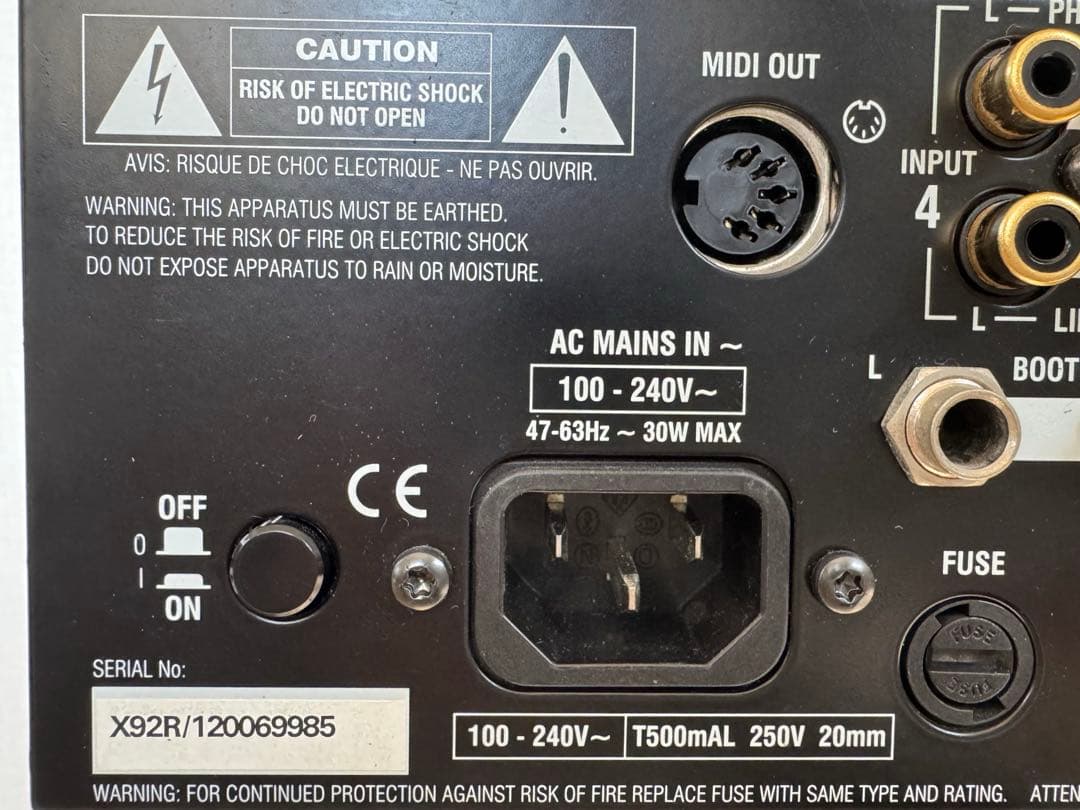 CAUTION
RISK OF ELECTRIC SHOCK
DO NOT OPEN
AVIS: RISQUE DE CHOC ELECTRIQUE - NE PAS OUVRIR.
WARNING: THIS APPARATUS MUST BE EARTHED.
TO REDUCE THE RISK OF FIRE OR ELECTRIC SHOCK
DO NOT EXPOSE APPARATUS TO RAIN OR MOISTURE.
MIDI OUT
L
INPUT
4
L
AC MAINS IN ~
100 - 240V~
47-63Hz ~ 30W MAX
L
CE
OFF
0
I
ON
FUSE
FUSE
FUSE
SERIAL No:
X92R/120069985
100 - 240V~ T500mAL 250V 20mm
WARNING: FOR CONTINUED PROTECTION AGAINST RISK OF FIRE REPLACE FUSE WITH SAME TYPE AND RATING.